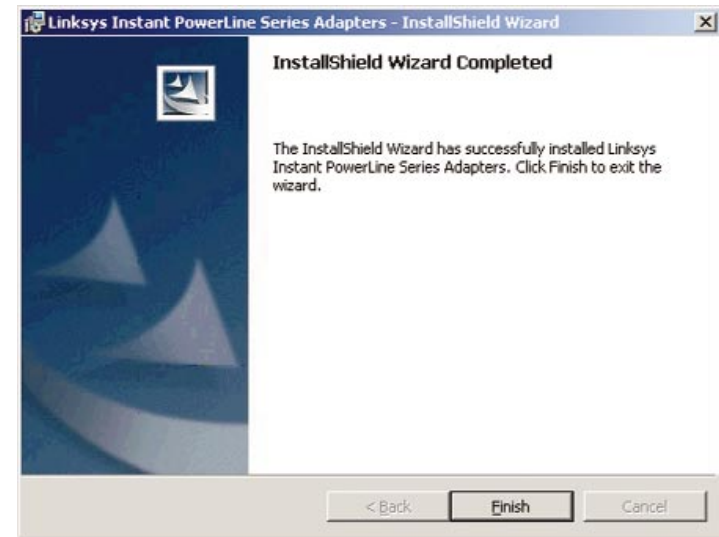 Linksys Instant PowerLine Series Adapters - InstallShield Wizard
InstallShield Wizard Completed
The InstallShield Wizard has successfully installed Linksys
Instant PowerLine Series Adapters. Click Finish to exit the
wizard.
< Back
Finish
Cancel